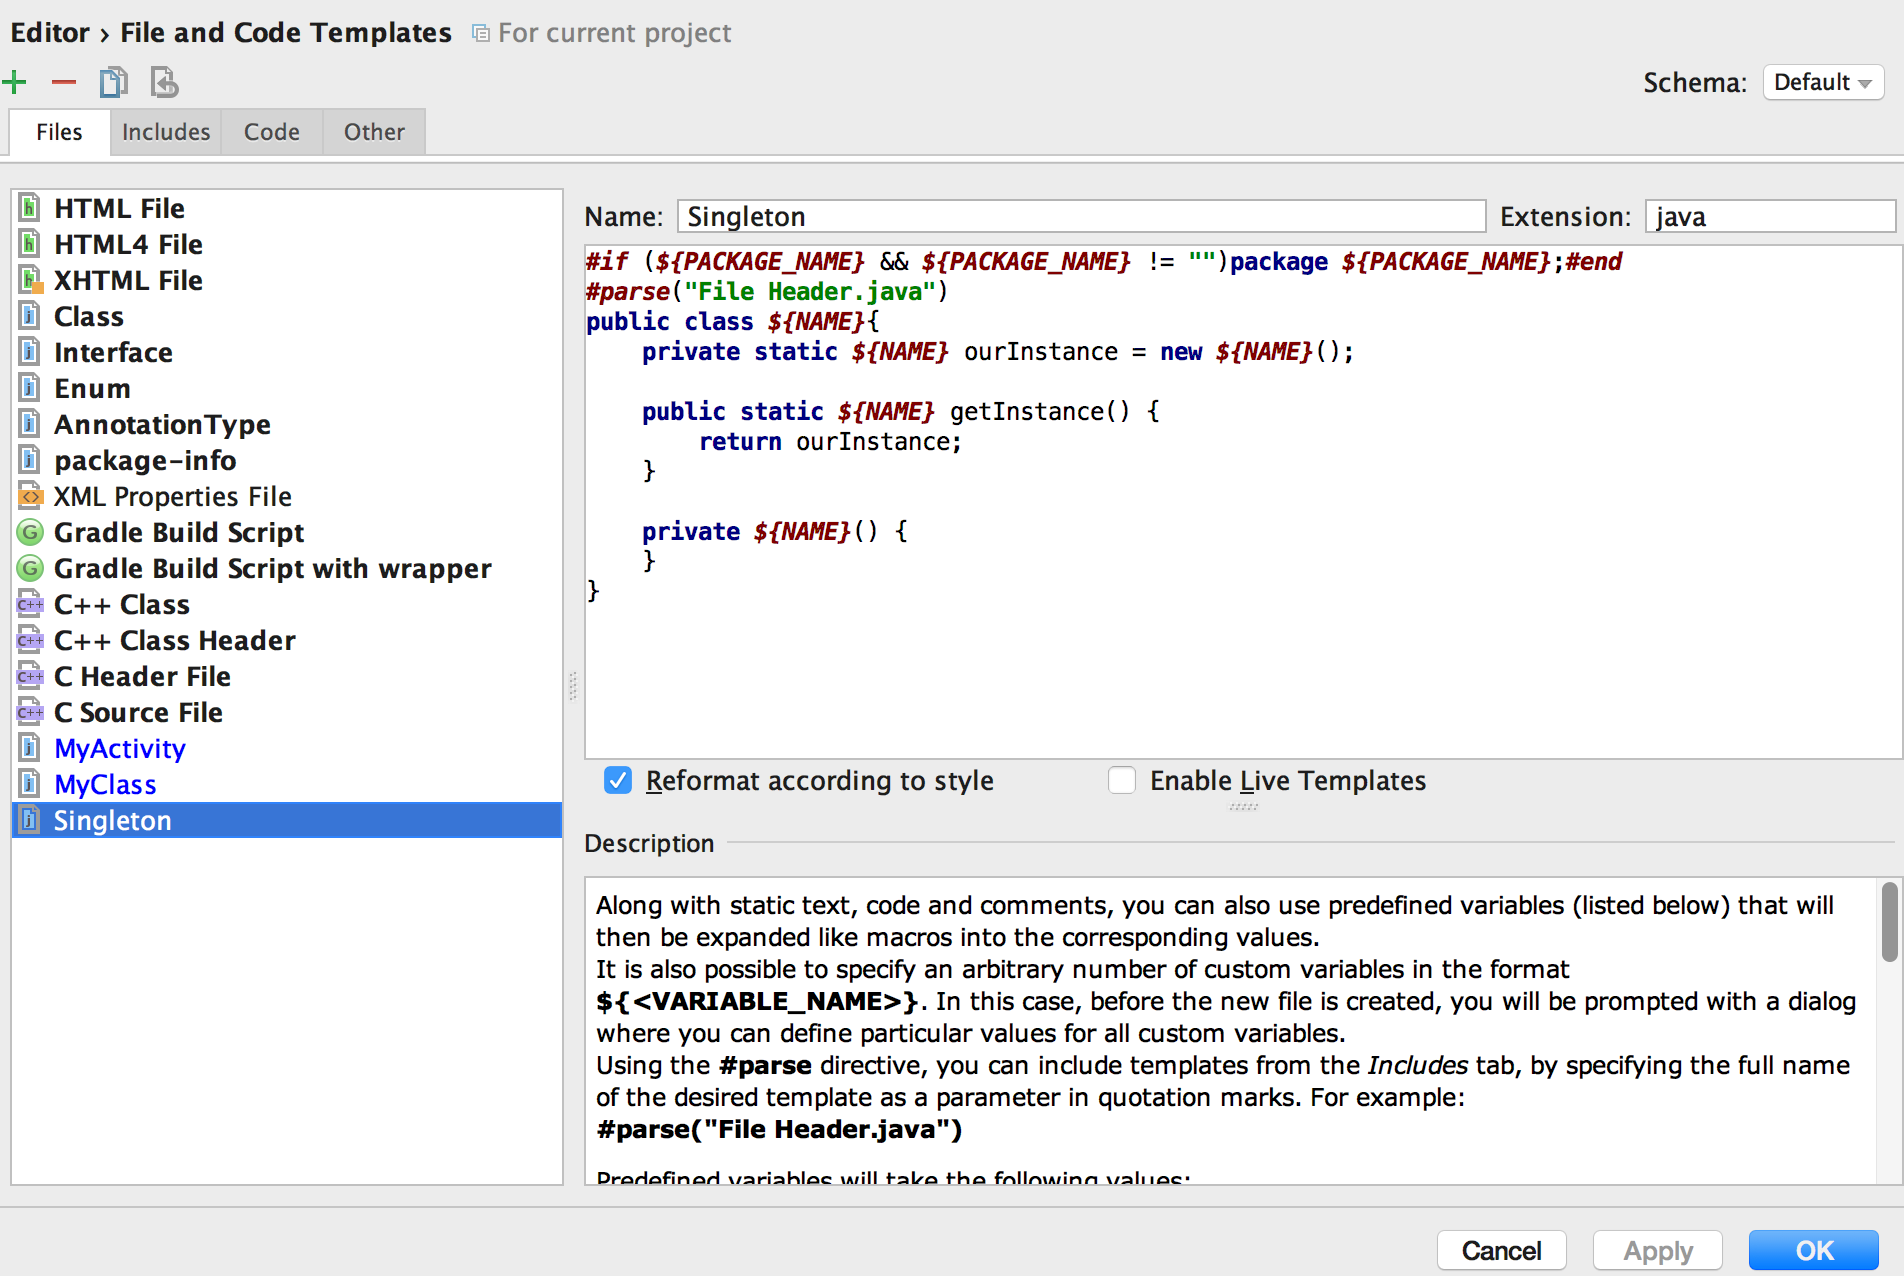 Editor › File and Code Templates For current project
Schema: Default
Files Includes Code Other
HTML File
HTML4 File
XHTML File
Class
Interface
Enum
AnnotationType
package-info
XML Properties File
Gradle Build Script
Gradle Build Script with wrapper
C++ Class
C++ Class Header
C Header File
C Source File
MyActivity
MyClass
Singleton
Name: Singleton Extension: java
#if (${PACKAGE_NAME} && ${PACKAGE_NAME} != "")package ${PACKAGE_NAME};#end
#parse("File Header.java")
public class ${NAME}{
    private static ${NAME} ourInstance = new ${NAME}();

    public static ${NAME} getInstance() {
        return ourInstance;
    }

    private ${NAME}() {
    }
}
Reformat according to style Enable Live Templates
Description
Along with static text, code and comments, you can also use predefined variables (listed below) that will
then be expanded like macros into the corresponding values.
It is also possible to specify an arbitrary number of custom variables in the format
${<VARIABLE_NAME>}. In this case, before the new file is created, you will be prompted with a dialog
where you can define particular values for all custom variables.
Using the #parse directive, you can include templates from the Includes tab, by specifying the full name
of the desired template as a parameter in quotation marks. For example:
#parse("File Header.java")
Predefined variables will take the following values:
Cancel Apply OK